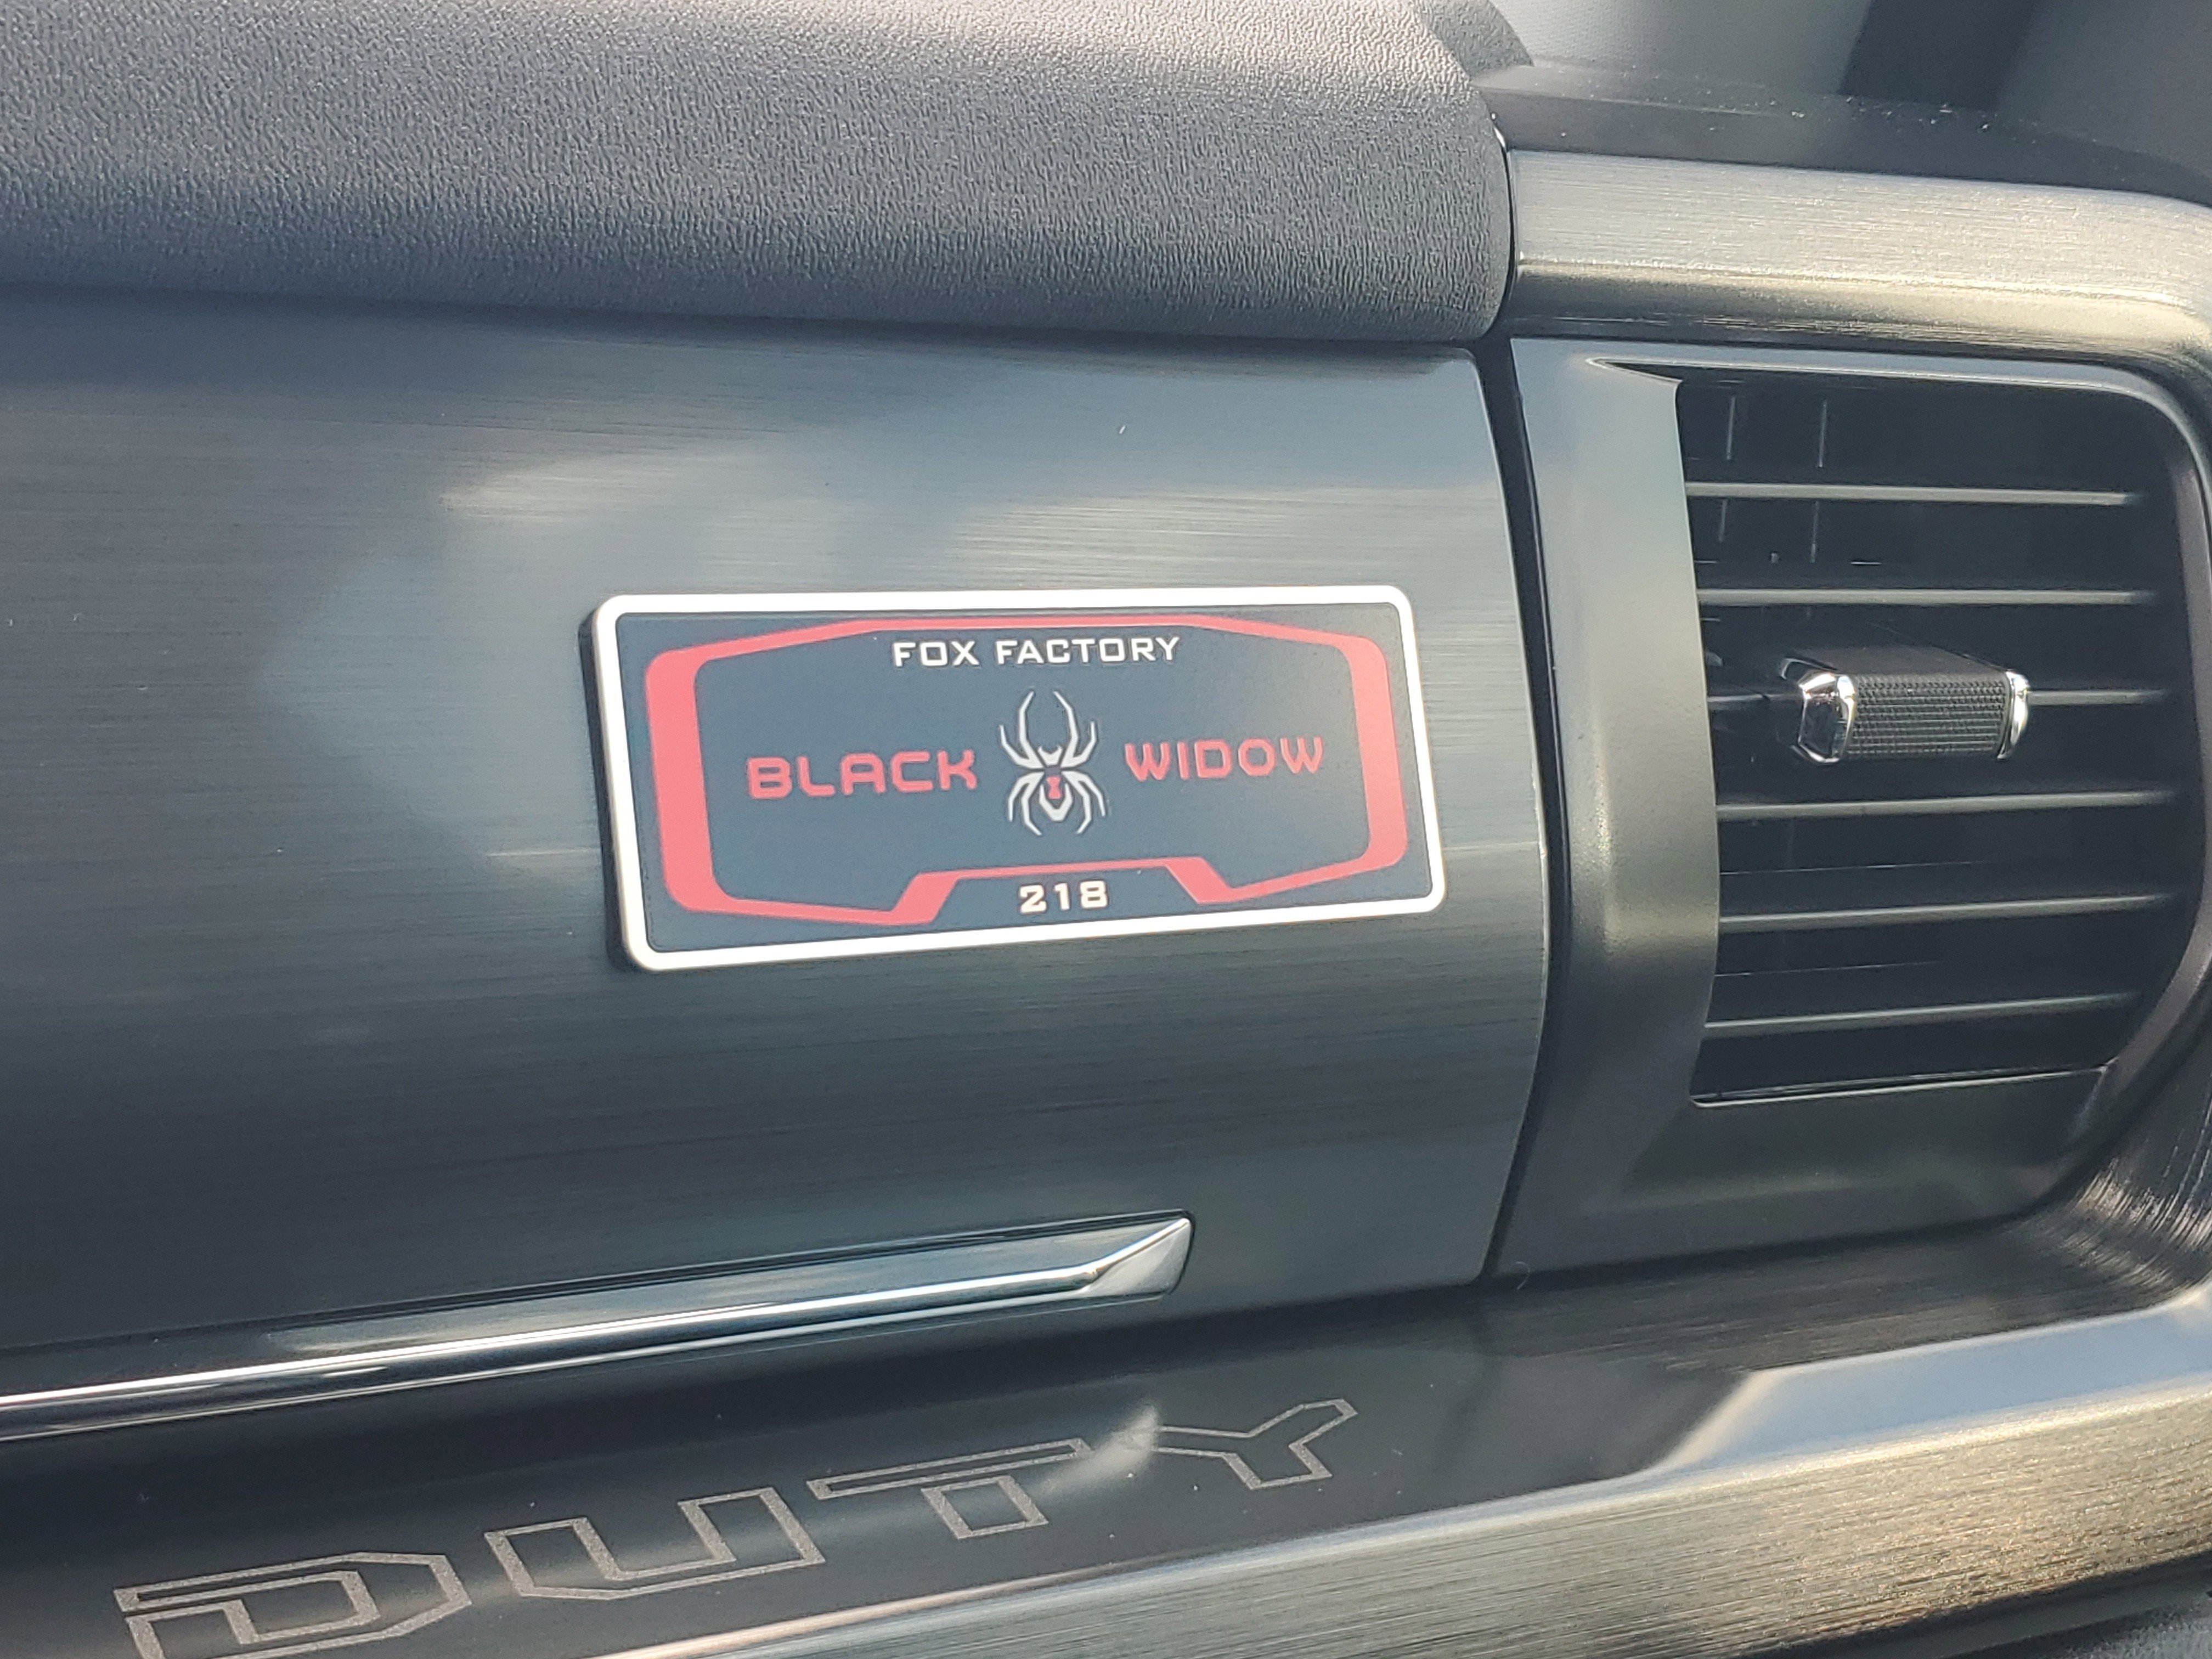 FOX FACTORY
BLACK WIDOW
218
DUTY